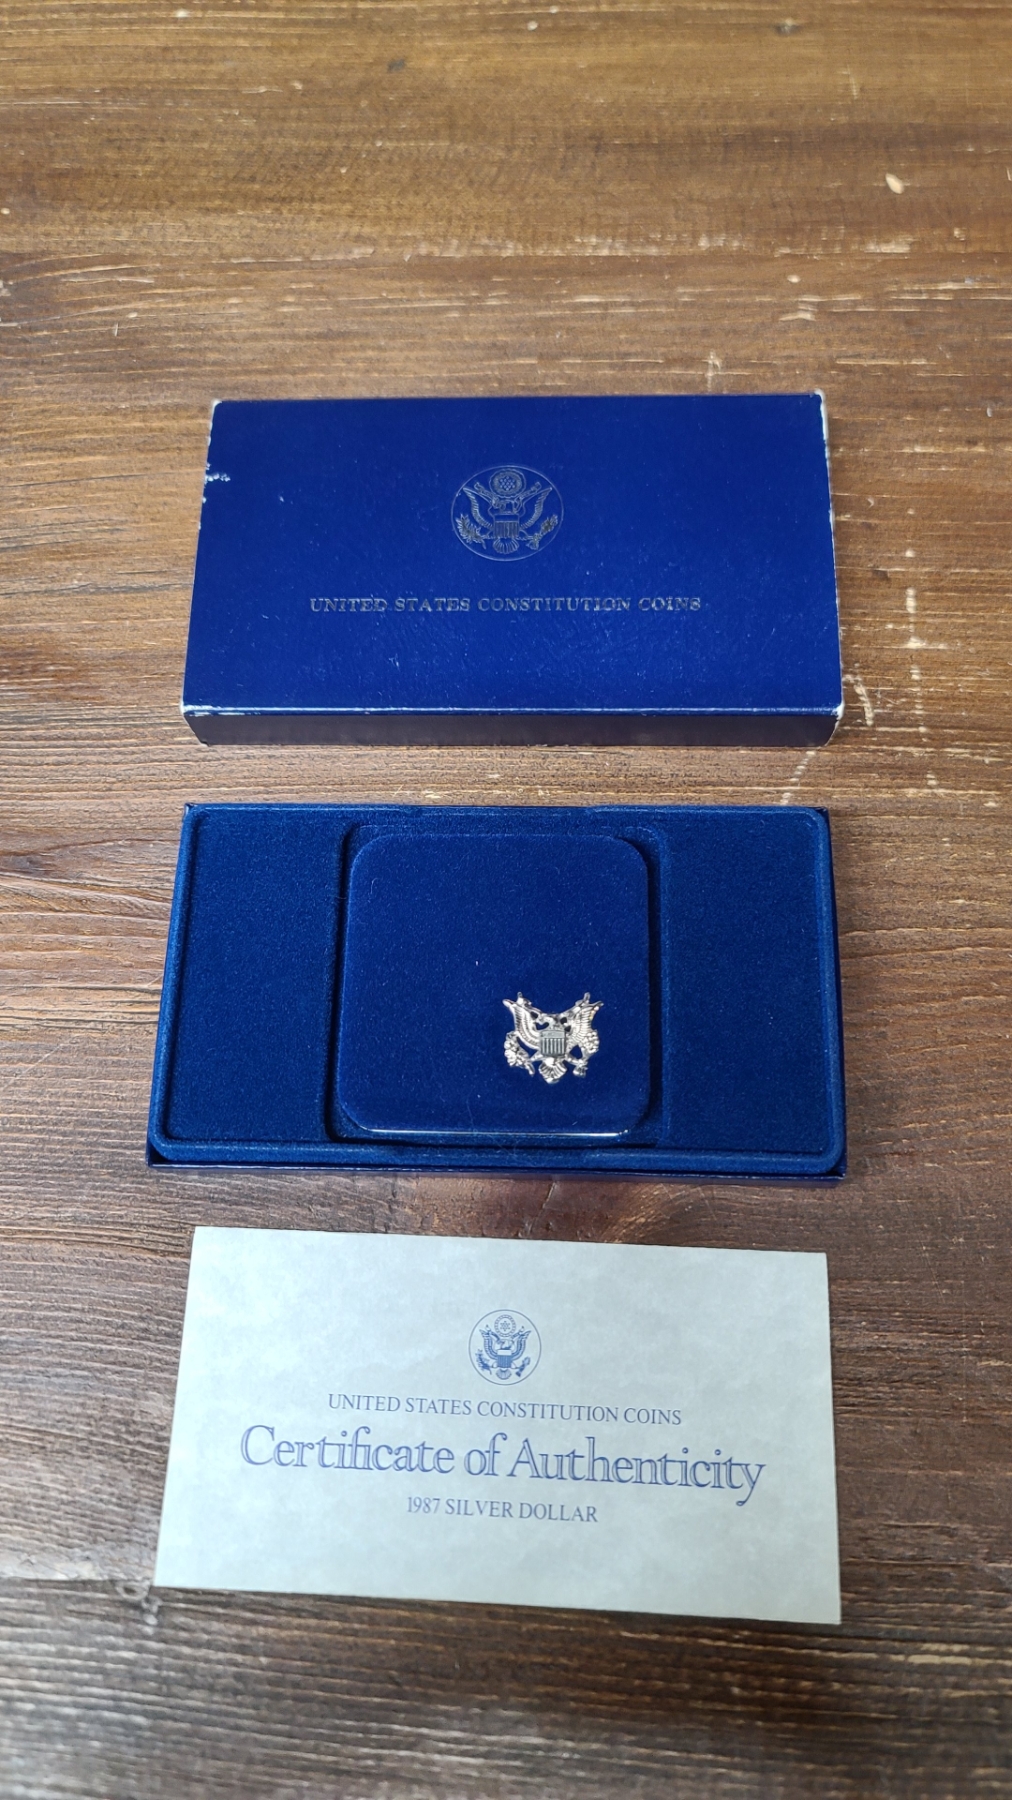 UNITED STATES CONSTITUTION COINS
UNITED STATES CONSTITUTION COINS
Certificate of Authenticity
1987 SILVER DOLLAR